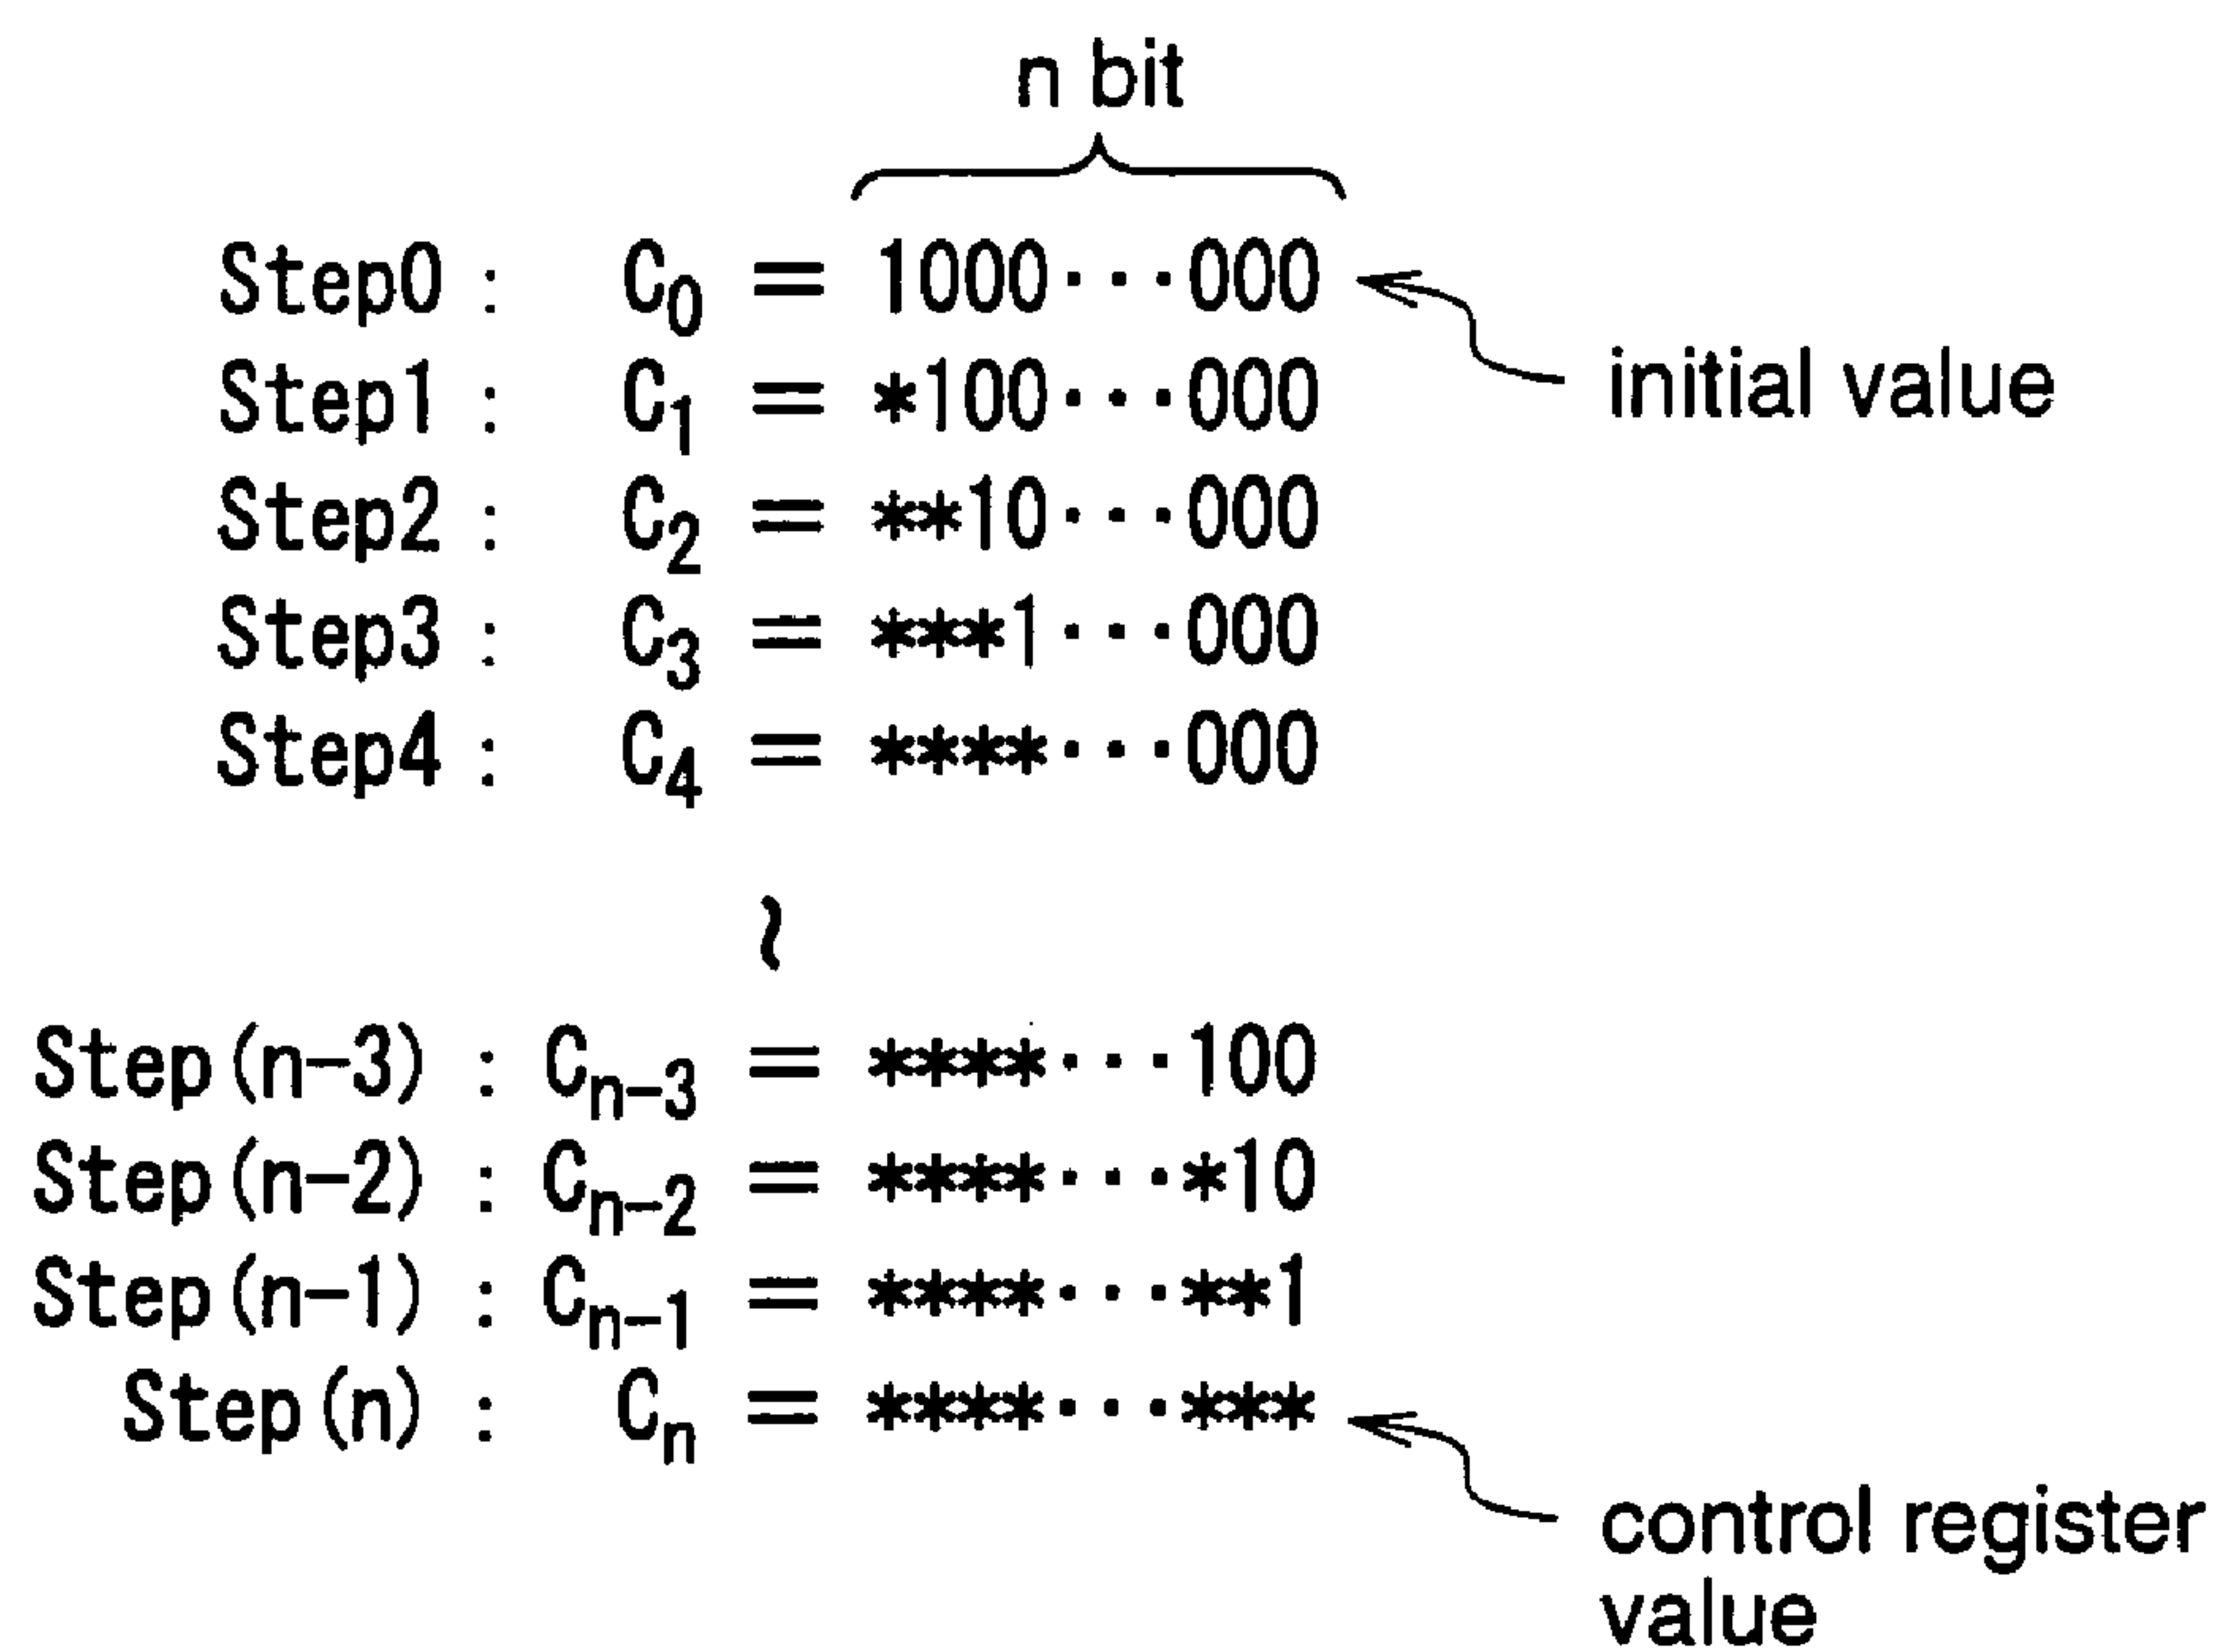 n bit
Step0 : C0 = 1000···000
initial value
Step1 : C1 = *100···000
Step2 : C2 = **10···000
Step3 : C3 = ***1···000
Step4 : C4 = ****···000
~
Step(n-3) : Cn-3 = ****···100
Step(n-2) : Cn-2 = ****···*10
Step(n-1) : Cn-1 = ****···**1
Step(n) : Cn = ****···***
control register
value